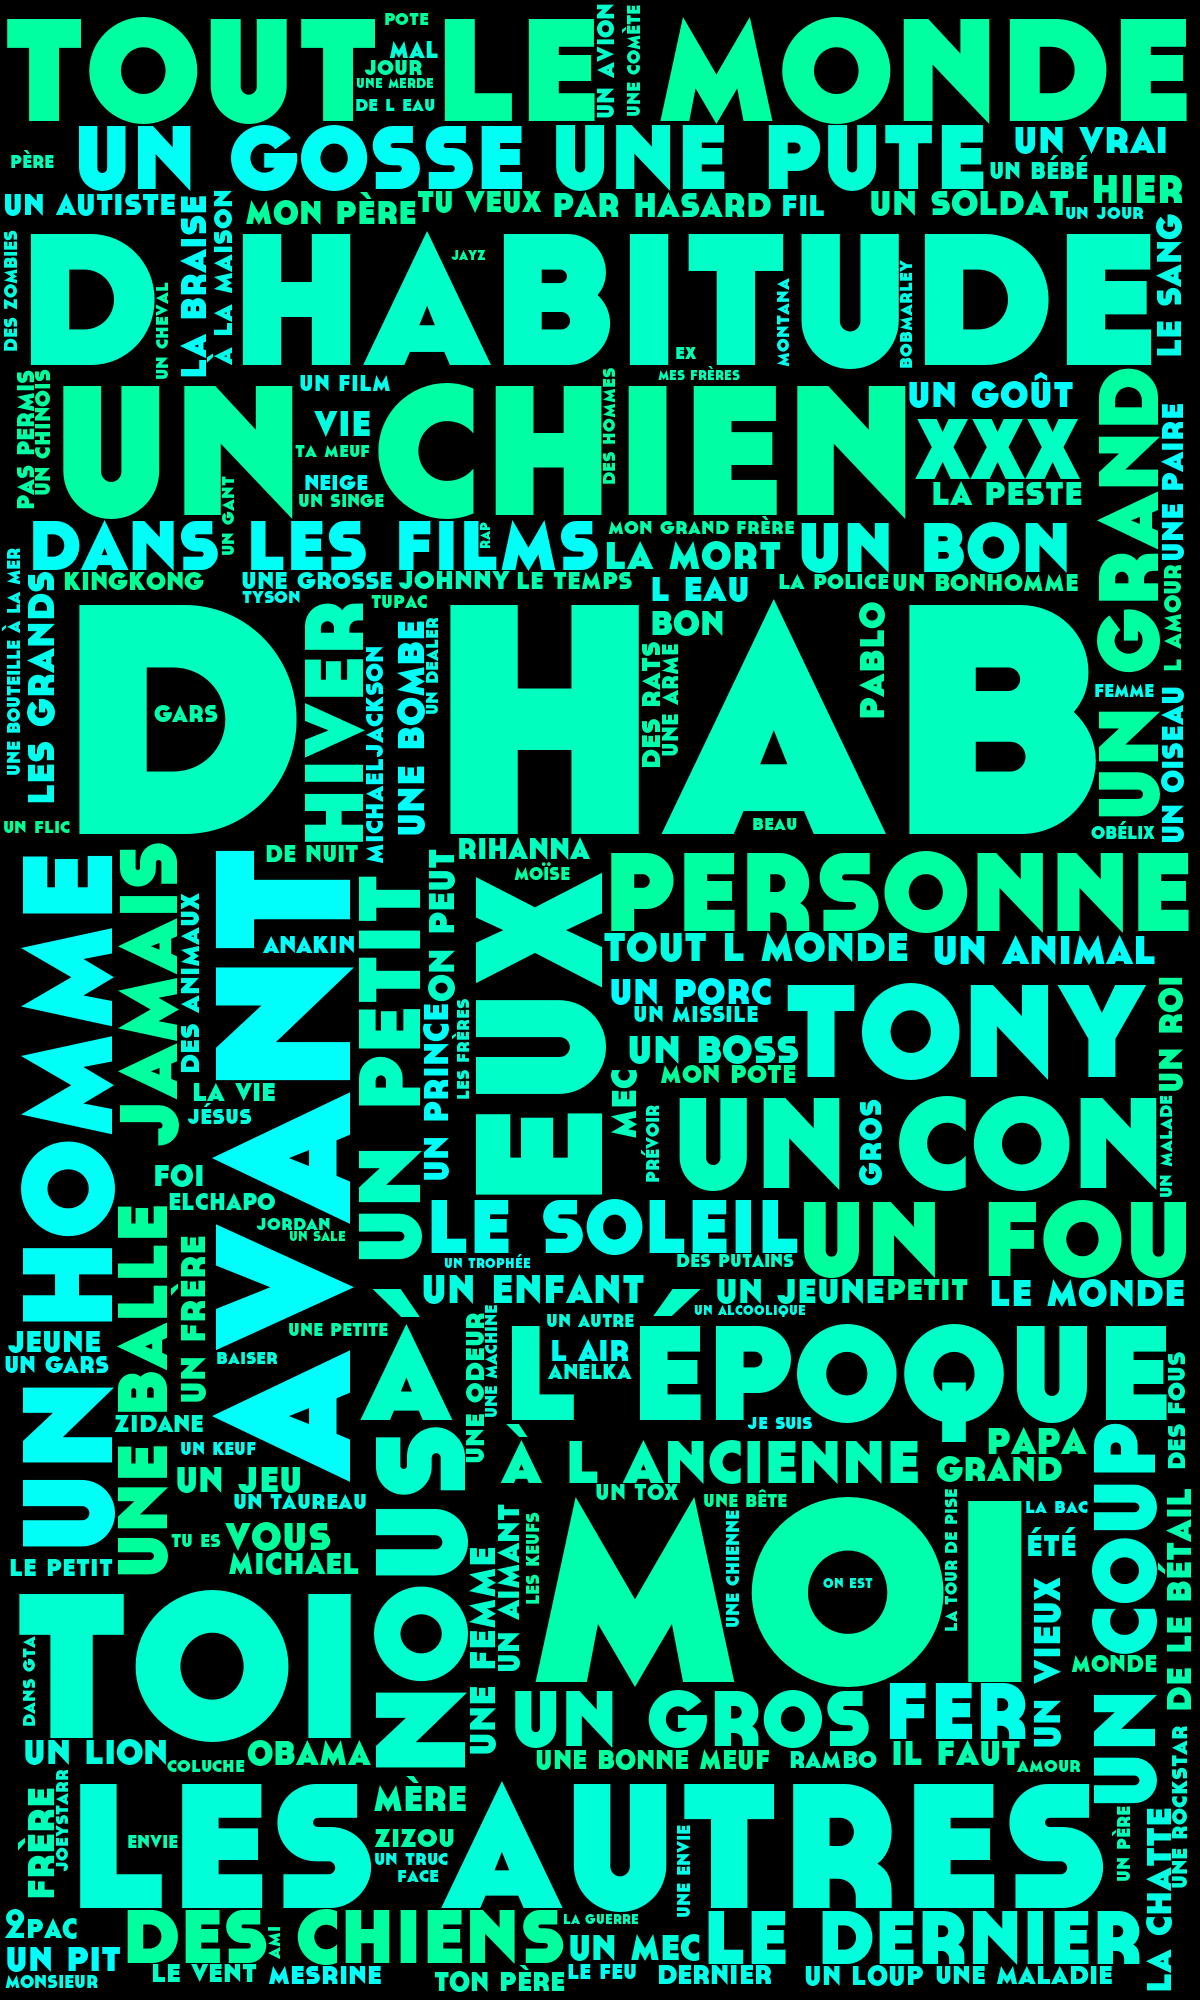 TOUT LE MONDE
POTE
MAL
JOUR
UNE MERDE
DE L EAU
UN AVION
UNE COMÈTE
UN GOSSE
UNE PUTE
UN VRAI
PÈRE
UN BÉBÉ
UN AUTISTE
LA BRAISE
À LA MAISON
MON PÈRE
TU VEUX
PAR HASARD
FIL
UN SOLDAT
HIER
UN JOUR
LE SANG
DES ZOMBIES
D HABITUDE
UN CHEVAL
JAYZ
EX
MONTANA
BOBMARLEY
MES FRÈRES
PAS PERMIS
UN CHINOIS
UN CHIEN
UN FILM
VIE
TA MEUF
NEIGE
UN SINGE
UN GANT
DES HOMMES
UN GOÛT
XXX
LA PESTE
UN GRAND
UNE PAIRE
DANS LES FILMS
RAP
MON GRAND FRÈRE
LA MORT
UN BON
KINGKONG
UNE GROSSE
TYSON
JOHNNY
LE TEMPS
L EAU
LA POLICE
UN BONHOMME
L AMOUR
UNE BOUTEILLE À LA MER
LES GRANDS
D HAB
GARS
HIVER
TUPAC
MICHAELJACKSON
UNE BOMBE
UN DEALER
BON
DES RATS
UNE ARME
PABLO
BEAU
FEMME
UN OISEAU
OBÉLIX
UN FLIC
DE NUIT
RIHANNA
MOÏSE
UN HOMME
JAMAIS
DES ANIMAUX
AVANT
ANAKIN
UN PETIT
ON PEUT
UN PRINCE
LES FRÈRES
EUX
PERSONNE
TOUT L MONDE
UN ANIMAL
UN PORC
UN MISSILE
TONY
UN ROI
UN BOSS
MON POTE
LA VIE
JÉSUS
MEC
PRÉVOIR
UN CON
GROS
UN MALADE
FOI
ELCHAPO
JORDAN
UN SALE
UNE BALLE
UN FRÈRE
LE SOLEIL
UN TROPHÉE
DES PUTAINS
UN FOU
UN ENFANT
UN JEUNE
PETIT
LE MONDE
UN ALCOOLIQUE
JEUNE
UN GARS
UNE PETITE
BAISER
À L'ÉPOQUE
UNE ODEUR
UNE MACHINE
UN AUTRE
L AIR
ANELKA
JE SUIS
DES FOUS
ZIDANE
UN KEUF
UN JEU
UN TAUREAU
À L ANCIENNE
PAPA
GRAND
UN COUP
UN TOX
UNE BÊTE
LE PETIT
TU ES
VOUS
MICHAEL
NOUS
UN AIMANT
LES KEUFS
UNE FEMME
MOI
UNE CHIENNE
ON EST
LA TOUR DE PISE
LA BAC
ÉTÉ
UN VIEUX
DE LE BÉTAIL
MONDE
TOI
DANS GTA
UN LION
COLUCHE
OBAMA
UN GROS
FER
UNE BONNE MEUF
RAMBO
IL FAUT
AMOUR
UNE ROCKSTAR
FRÈRE
JOEYSTARR
LES AUTRES
ENVIE
MÈRE
ZIZOU
UN TRUC
FACE
UNE ENVIE
UN PÈRE
LA CHATTE
2PAC
UN PIT
MONSIEUR
DES CHIENS
AMI
LA GUERRE
UN MEC
LE DERNIER
LE VENT
MESRINE
TON PÈRE
LE FEU
DERNIER
UN LOUP
UNE MALADIE